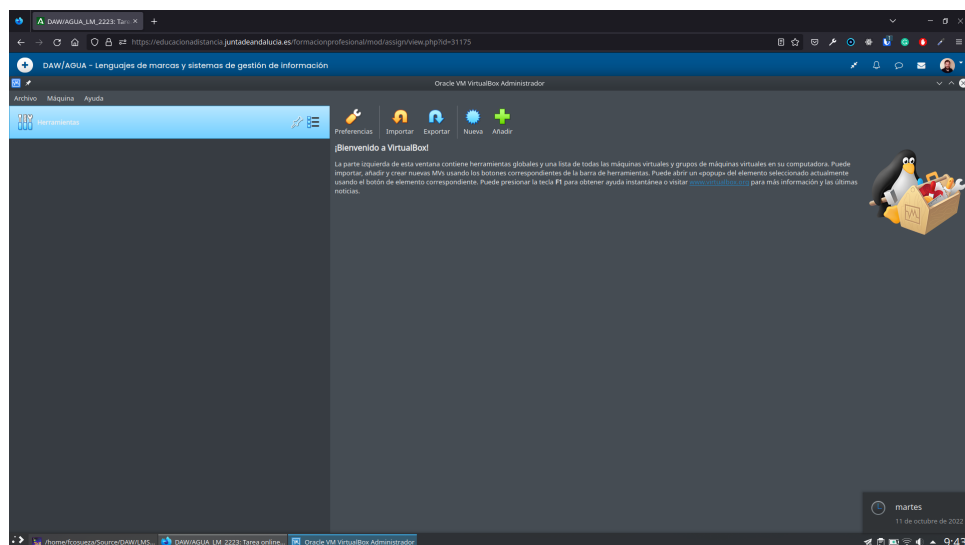 DAW/AGUA_LM_2223: Tare
https://educacionadistancia.juntadeandalucia.es/formacionprofesional/mod/assign/view.php?id=31175
DAW/AGUA - Lenguajes de marcas y sistemas de gestión de información
Oracle VM VirtualBox Administrador
Archivo Máquina Ayuda
Herramientas
Preferencias Importar Exportar Nueva Añadir
¡Bienvenido a VirtualBox!
La parte izquierda de esta ventana contiene herramientas globales y una lista de todas las máquinas virtuales y grupos de máquinas virtuales en su computadora. Puede
importar, añadir y crear nuevas MVs usando los botones correspondientes de la barra de herramientas. Puede abrir un «popup» del elemento seleccionado actualmente
usando el botón de elemento correspondiente. Puede presionar la tecla F1 para obtener ayuda instantánea o visitar www.virtualbox.org para más información y las últimas
noticias.
martes
11 de octubre de 2022
/home/fcosueza/Source/DAW/LMS... DAW/AGUA_LM_2223: Tarea online... Oracle VM VirtualBox Administrador
9:43